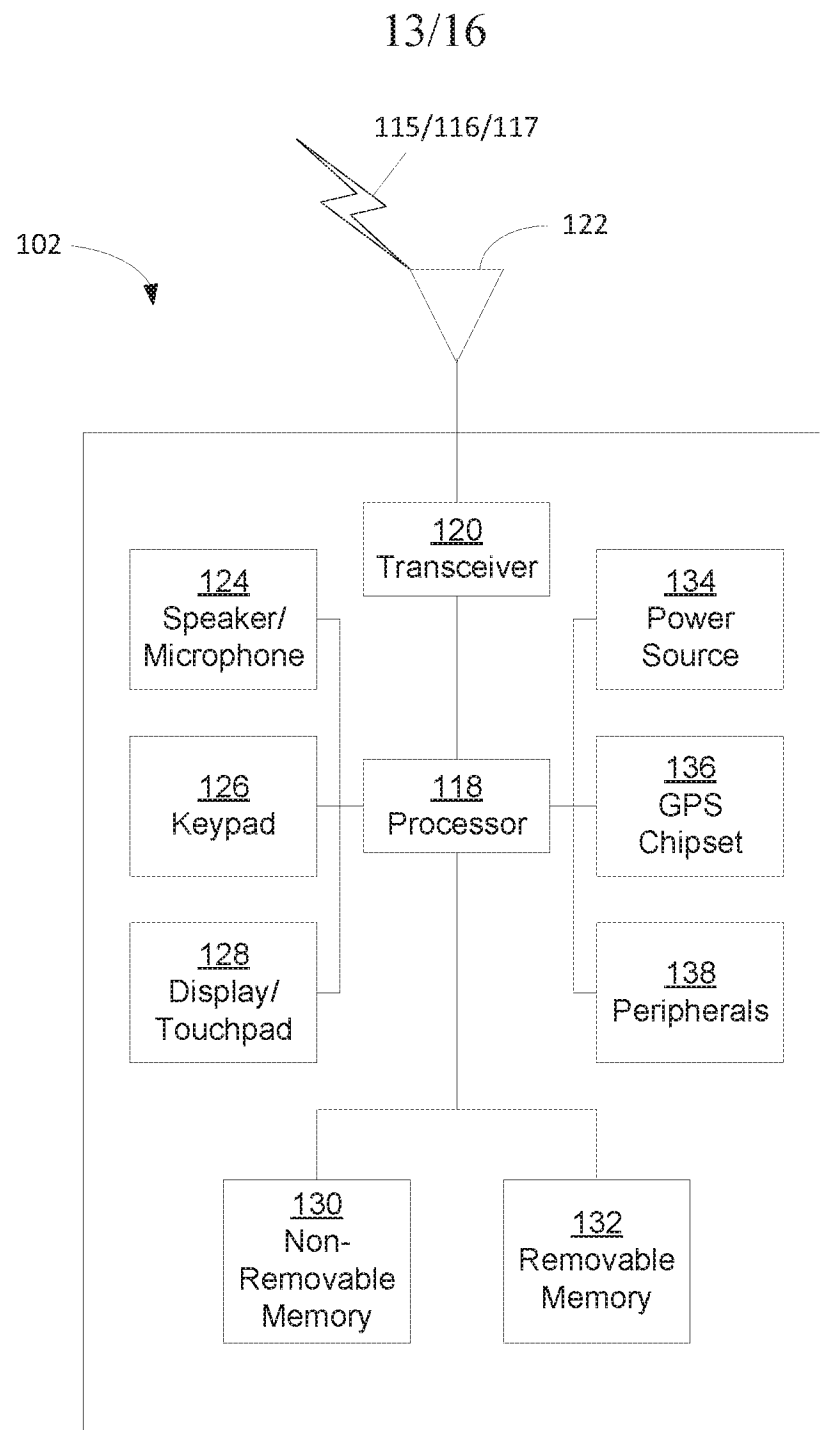 13/16
115/116/117
102
122
120
Transceiver
124
Speaker/
Microphone
134
Power
Source
126
Keypad
118
Processor
136
GPS
Chipset
128
Display/
Touchpad
138
Peripherals
130
Non-
Removable
Memory
132
Removable
Memory